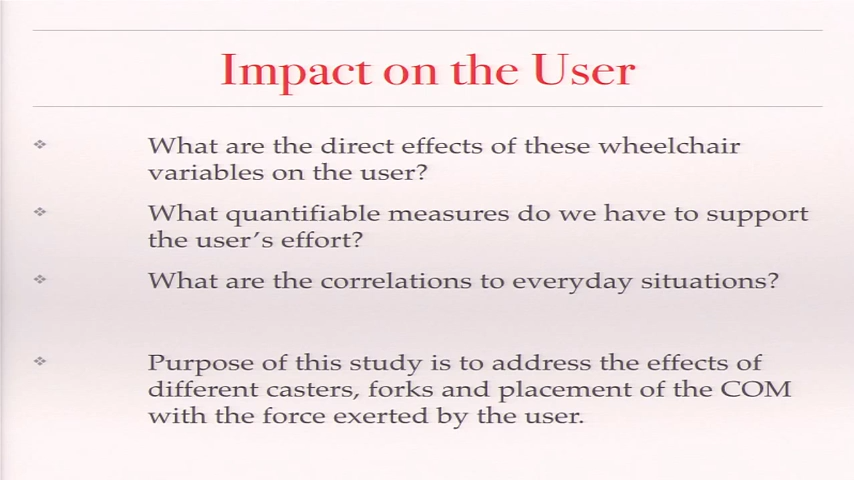 Impact on the User
What are the direct effects of these wheelchair
variables on the user?
What quantifiable measures do we have to support
the user's effort?
What are the correlations to everyday situations?
Purpose of this study is to address the effects of
different casters, forks and placement of the COM
with the force exerted by the user.